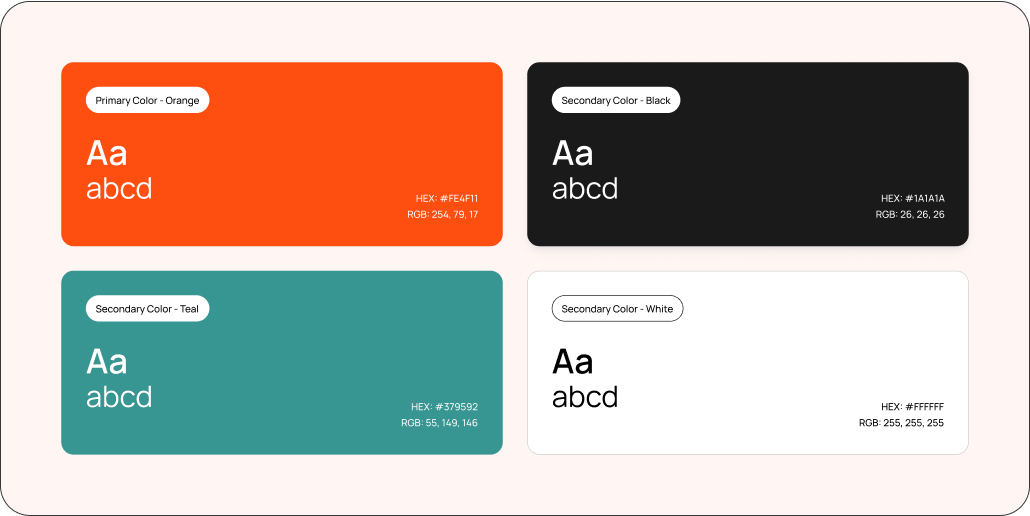 Primary Color - Orange
Aa
abcd
HEX: #FE4F11
RGB: 254, 79, 17
Secondary Color - Black
Aa
abcd
HEX: #1A1A1A
RGB: 26, 26, 26
Secondary Color - Teal
Aa
abcd
HEX: #379592
RGB: 55, 149, 146
Secondary Color - White
Aa
abcd
HEX: #FFFFFF
RGB: 255, 255, 255